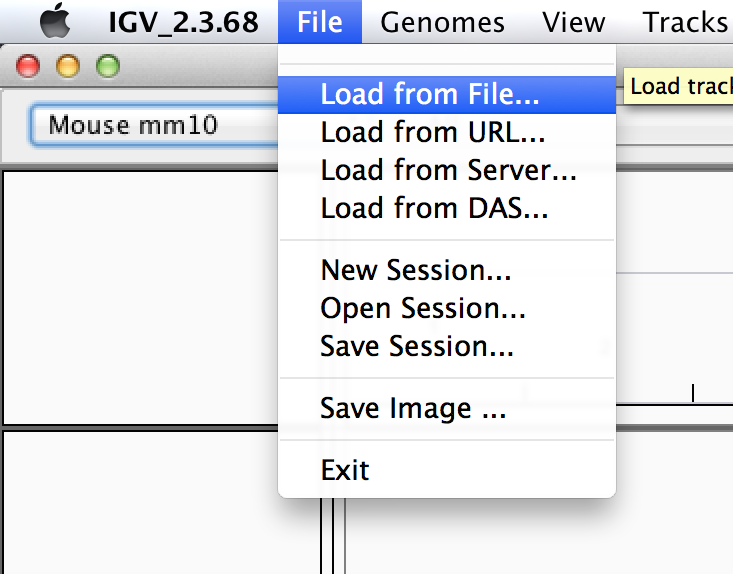 IGV_2.3.68 File Genomes View Tracks
Load from File...
Load track
Mouse mm10
Load from URL...
Load from Server...
Load from DAS...
New Session...
Open Session...
Save Session...
Save Image ...
Exit